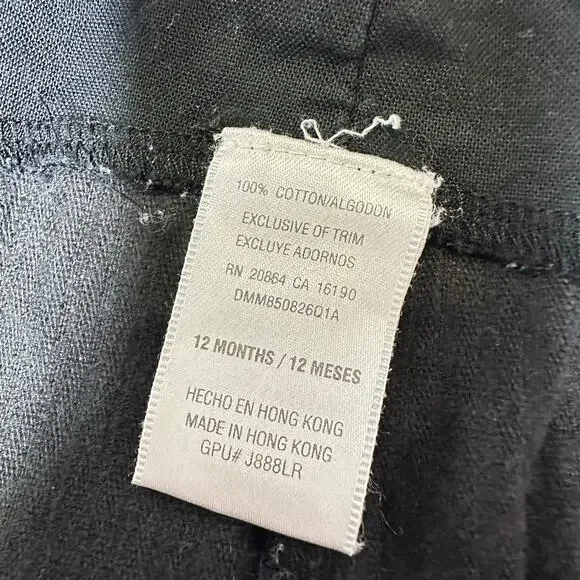 100% COTTON/ALGODON
EXCLUSIVE OF TRIM
EXCLUYE ADORNOS
RN 20864 CA 16190
DMM850826Q1A
12 MONTHS / 12 MESES
HECHO EN HONG KONG
MADE IN HONG KONG
GPU# J888LR